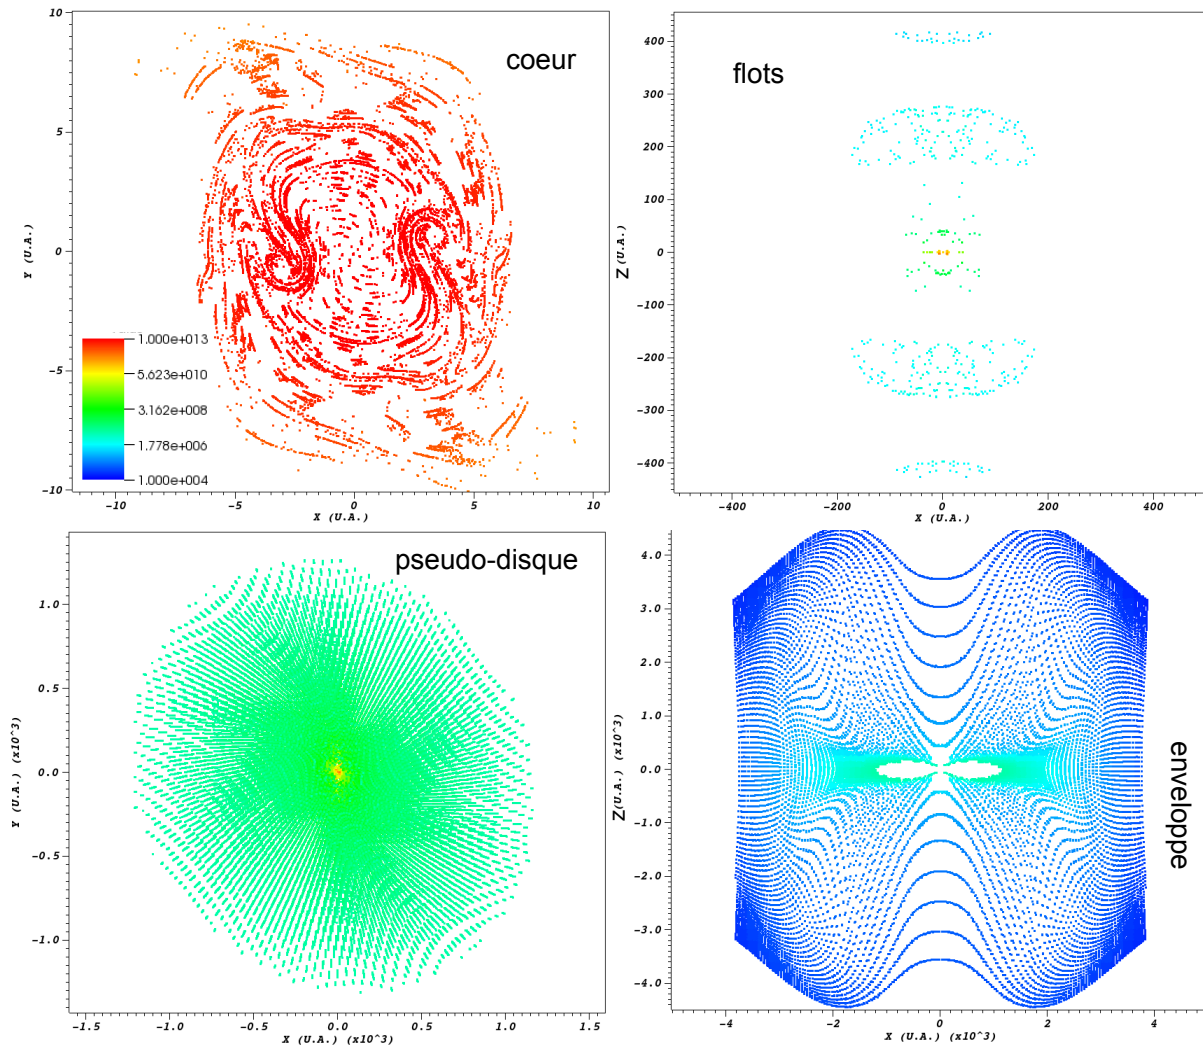 coeur
10
5
0
-5
-10
Y (U.A.)
1.000e+013
5.623e+010
3.162e+008
1.778e+006
1.000e+004
-10
-5
0
5
10
X (U.A.)
flots
400
300
200
100
0
-100
-200
-300
-400
Z (U.A.)
-400
-200
0
200
400
X (U.A.)
pseudo-disque
1.0
0.5
0.0
-0.5
-1.0
Y (U.A.) (x10^3)
-1.5
-1.0
-0.5
0.0
0.5
1.0
1.5
X (U.A.) (x10^3)
enveloppe
4.0
3.0
2.0
1.0
0.0
-1.0
-2.0
-3.0
-4.0
Z(U.A.) (x10^3)
-4
-2
0
2
4
X (U.A.) (x10^3)